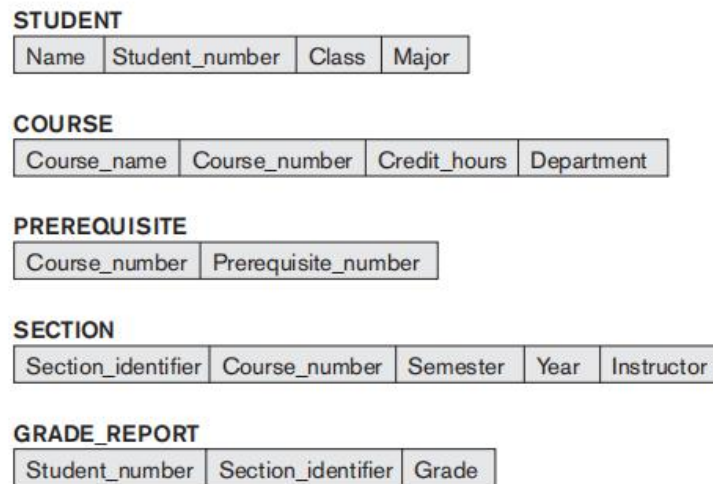 STUDENT
Name Student_number Class Major
COURSE
Course_name Course_number Credit_hours Department
PREREQUISITE
Course_number Prerequisite_number
SECTION
Section_identifier Course_number Semester Year Instructor
GRADE_REPORT
Student_number Section_identifier Grade